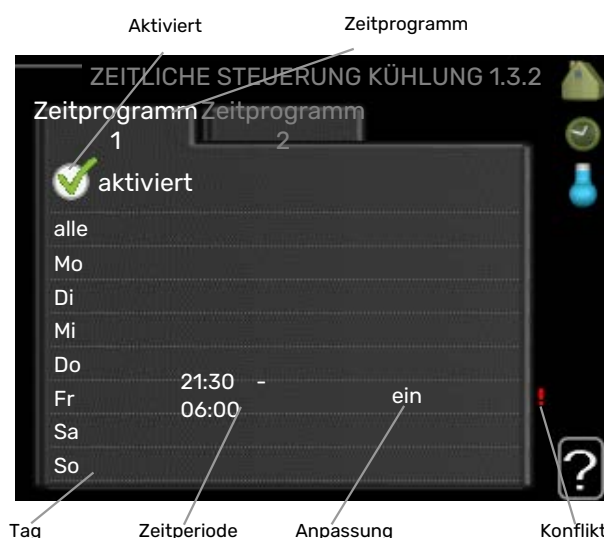 Aktiviert
Zeitprogramm
ZEITLICHE STEUERUNG KÜHLUNG 1.3.2
Zeitprogramm 1
Zeitprogramm 2
aktiviert
alle
Mo
Di
Mi
Do
Fr
21:30 -
06:00
ein
!
Sa
So
?
Tag
Zeitperiode
Anpassung
Konflikt